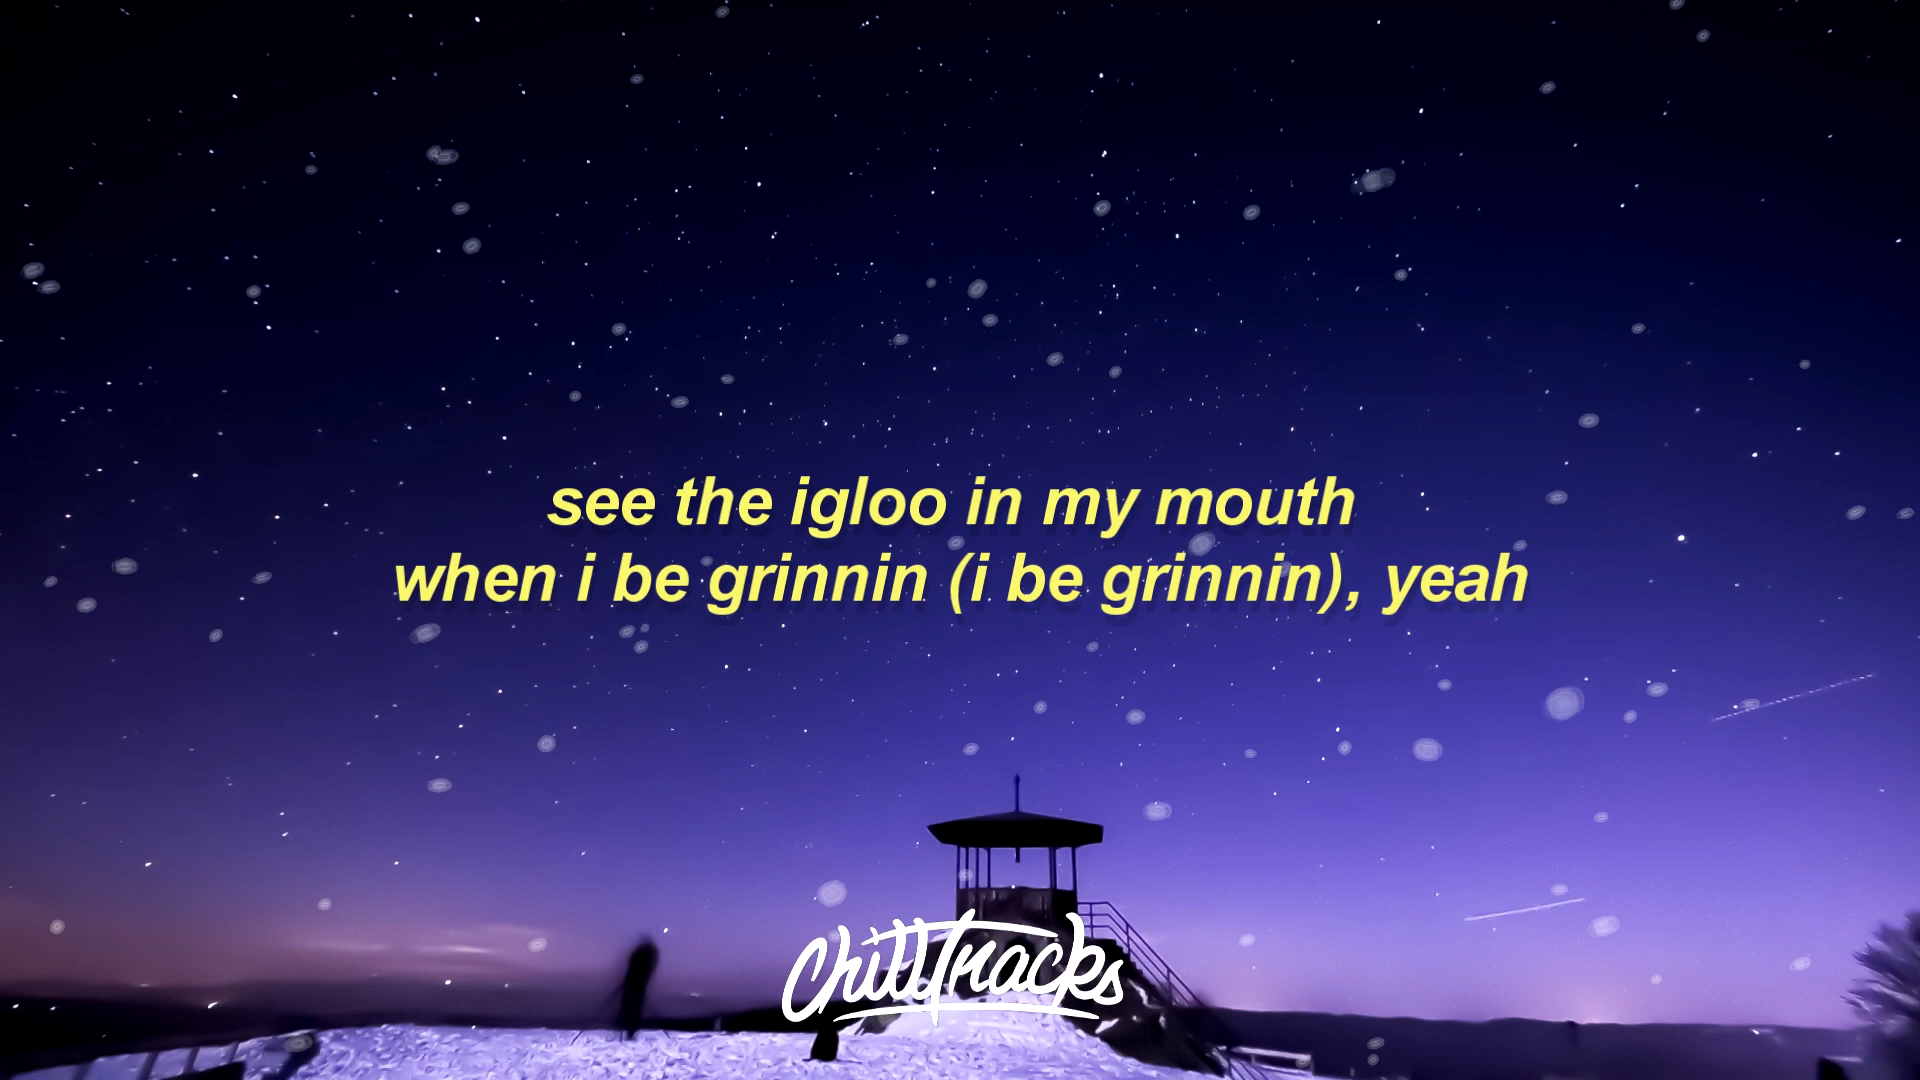 see the igloo in my mouth
when i be grinnin (i be grinnin), yeah
ChillTracks